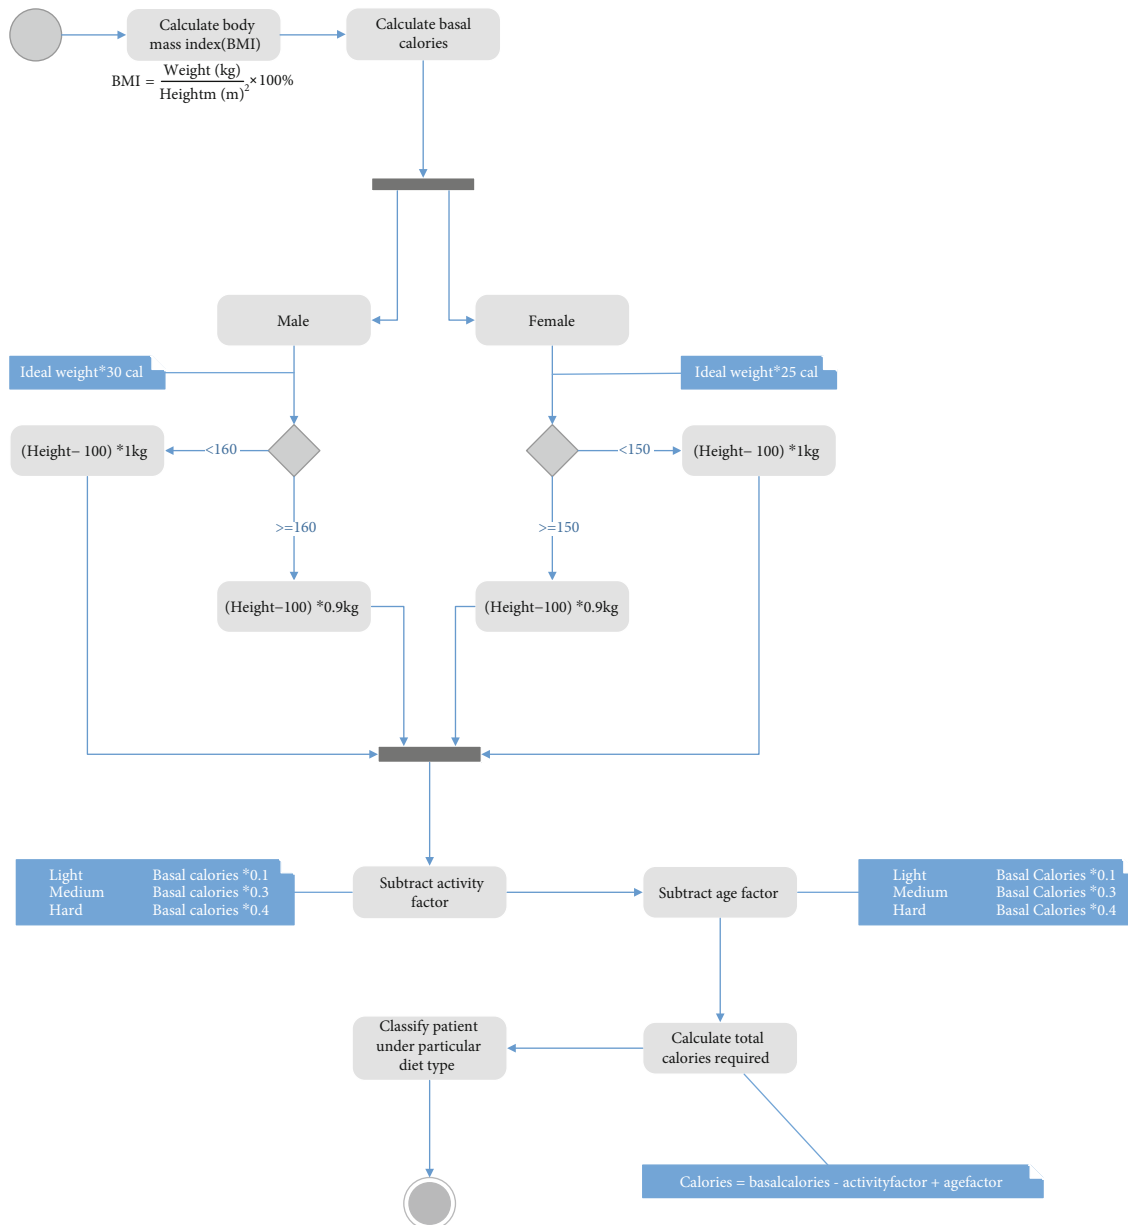 Calculate body
mass index(BMI)
Calculate basal
calories
BMI = Weight (kg) / Heightm (m)² × 100%
Male
Female
Ideal weight*30 cal
Ideal weight*25 cal
(Height− 100) *1kg
<160
<150
(Height− 100) *1kg
>=160
>=150
(Height−100) *0.9kg
(Height−100) *0.9kg
Light Basal calories *0.1
Medium Basal calories *0.3
Hard Basal calories *0.4
Subtract activity
factor
Subtract age factor
Light Basal Calories *0.1
Medium Basal Calories *0.3
Hard Basal Calories *0.4
Classify patient
under particular
diet type
Calculate total
calories required
Calories = basalcalories - activityfactor + agefactor